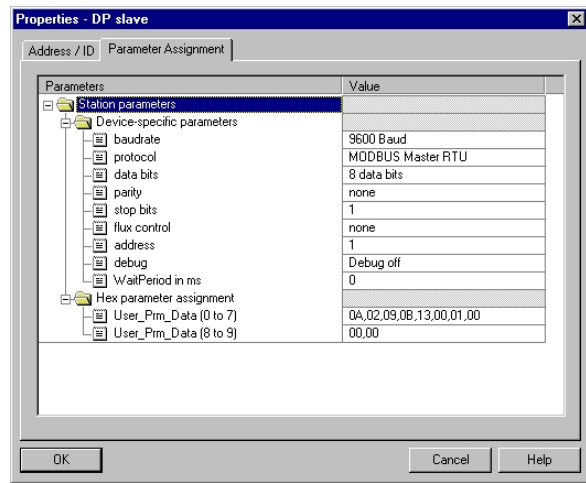 Properties - DP slave
Address / ID Parameter Assignment
Parameters Value
Station parameters
Device-specific parameters
baudrate 9600 Baud
protocol MODBUS Master RTU
data bits 8 data bits
parity none
stop bits 1
flux control none
address 1
debug Debug off
WaitPeriod in ms 0
Hex parameter assignment
User_Prm_Data (0 to 7) 0A,02,09,0B,13,00,01,00
User_Prm_Data (8 to 9) 00,00
OK Cancel Help